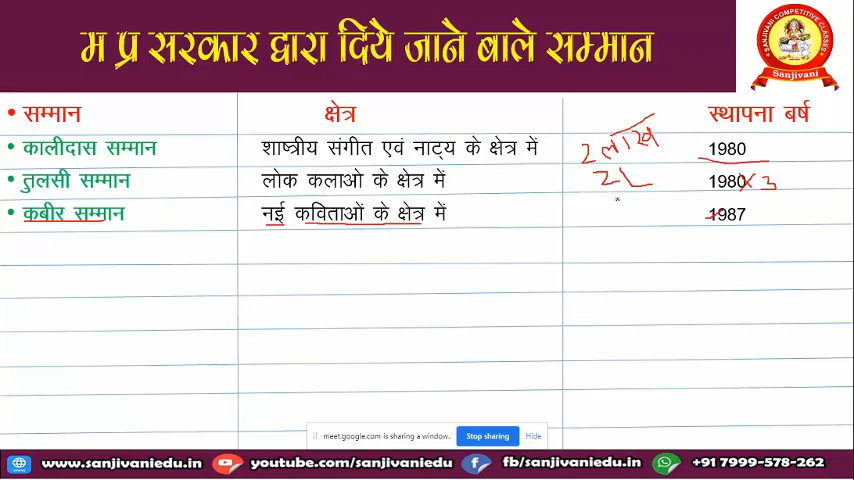 म प्र सरकार द्वारा दिये जाने बाले सम्मान
SANJIVANI COMPETITIVE CLASSES
Sanjivani
• सम्मान क्षेत्र स्थापना बर्ष
• कालीदास सम्मान शाष्त्रीय संगीत एवं नाट्य के क्षेत्र में 2 लाख 1980
• तुलसी सम्मान लोक कलाओ के क्षेत्र में 2L 1980 3
• कबीर सम्मान नई कविताओं के क्षेत्र में 1987
meet.google.com is sharing a window. Stop sharing Hide
www.sanjivaniedu.in youtube.com/sanjivaniedu fb/sanjivaniedu.in +91 7999-578-262